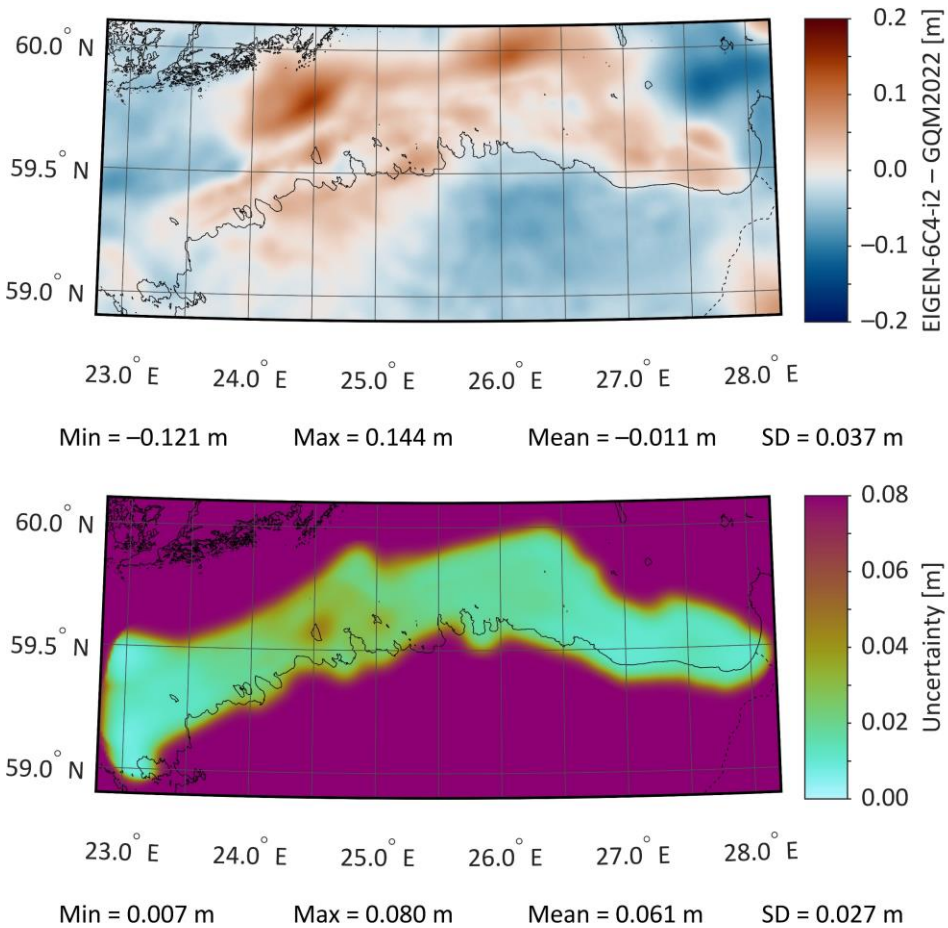 60.0° N
59.5° N
59.0° N
23.0° E 24.0° E 25.0° E 26.0° E 27.0° E 28.0° E
0.2
0.1
0.0
–0.1
–0.2
EIGEN-6C4-i2 – GQM2022 [m]
Min = –0.121 m Max = 0.144 m Mean = –0.011 m SD = 0.037 m
60.0° N
59.5° N
59.0° N
23.0° E 24.0° E 25.0° E 26.0° E 27.0° E 28.0° E
0.08
0.06
0.04
0.02
0.00
Uncertainty [m]
Min = 0.007 m Max = 0.080 m Mean = 0.061 m SD = 0.027 m